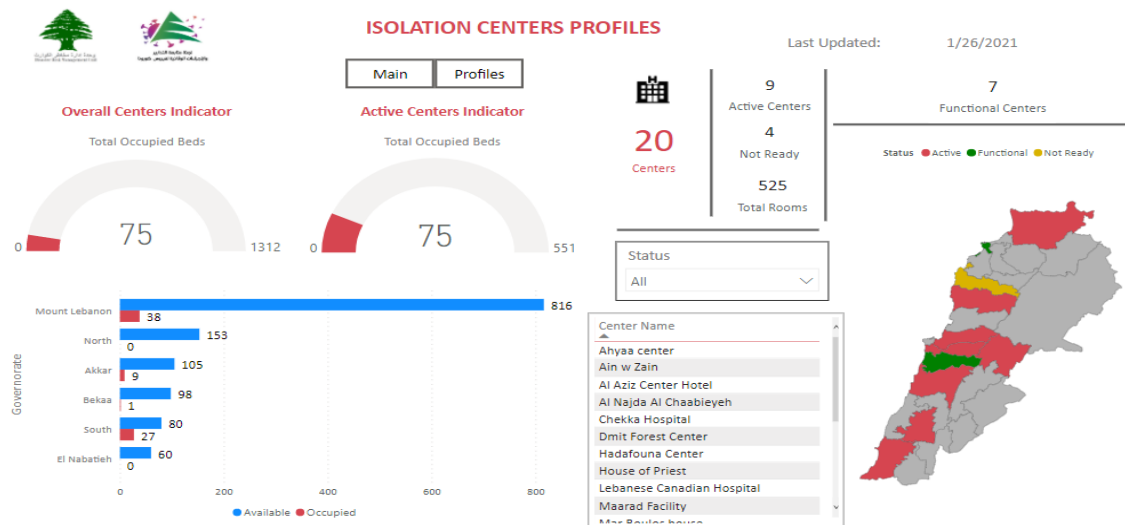 ISOLATION CENTERS PROFILES
Last Updated: 1/26/2021
Main
Profiles
Overall Centers Indicator
Active Centers Indicator
Total Occupied Beds
75
0
1312
Total Occupied Beds
75
0
551
20
Centers
9
Active Centers
4
Not Ready
525
Total Rooms
7
Functional Centers
Status Active Functional Not Ready
Status
All
Governorate
Mount Lebanon 816
38
North 153
0
Akkar 105
9
Bekaa 98
1
South 80
27
El Nabatieh 60
0
0 200 400 600 800
Available Occupied
Center Name
Ahyaa center
Ain w Zain
Al Aziz Center Hotel
Al Najda Al Chaabieyeh
Chekka Hospital
Dmit Forest Center
Hadafouna Center
House of Priest
Lebanese Canadian Hospital
Maarad Facility